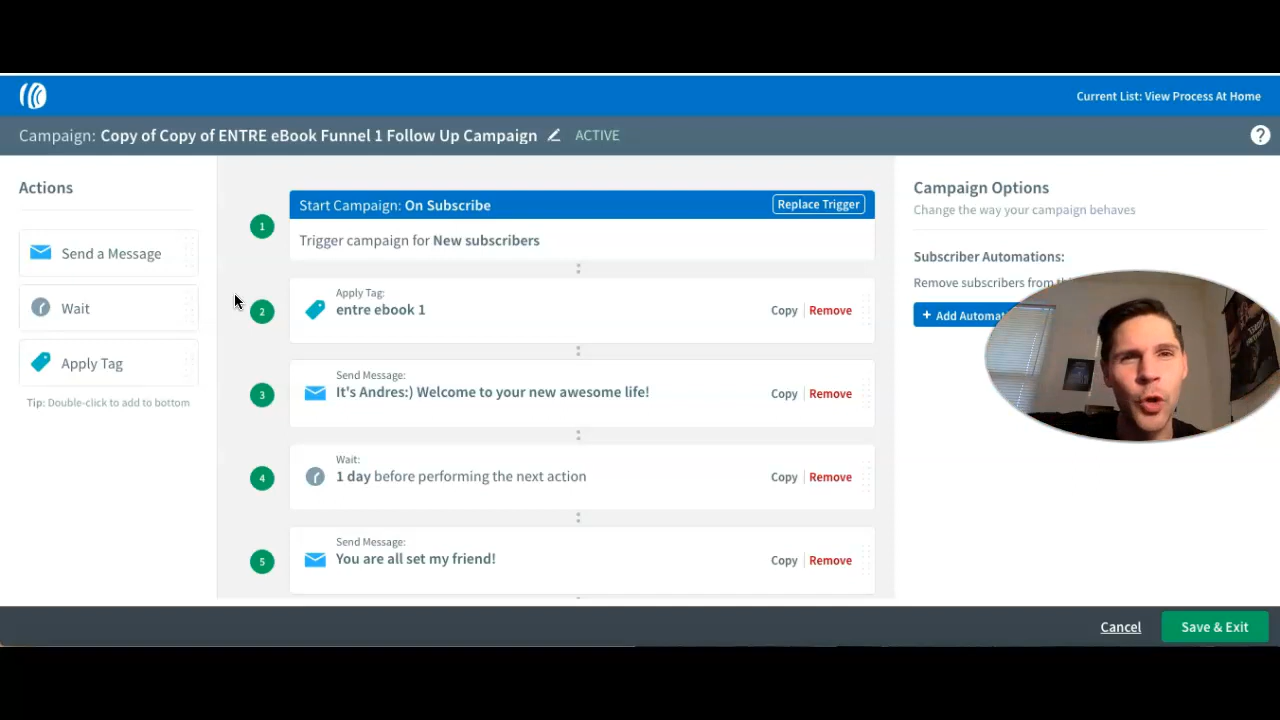 Current List: View Process At Home
Campaign: Copy of Copy of ENTRE eBook Funnel 1 Follow Up Campaign ACTIVE
?
Actions
Send a Message
Wait
Apply Tag
Tip: Double-click to add to bottom
1
Start Campaign: On Subscribe
Replace Trigger
Trigger campaign for New subscribers
2
Apply Tag:
entre ebook 1
Copy | Remove
3
Send Message:
It's Andres:) Welcome to your new awesome life!
Copy | Remove
4
Wait:
1 day before performing the next action
Copy | Remove
5
Send Message:
You are all set my friend!
Copy | Remove
Campaign Options
Change the way your campaign behaves
Subscriber Automations:
Remove subscribers from
+ Add
Cancel
Save & Exit